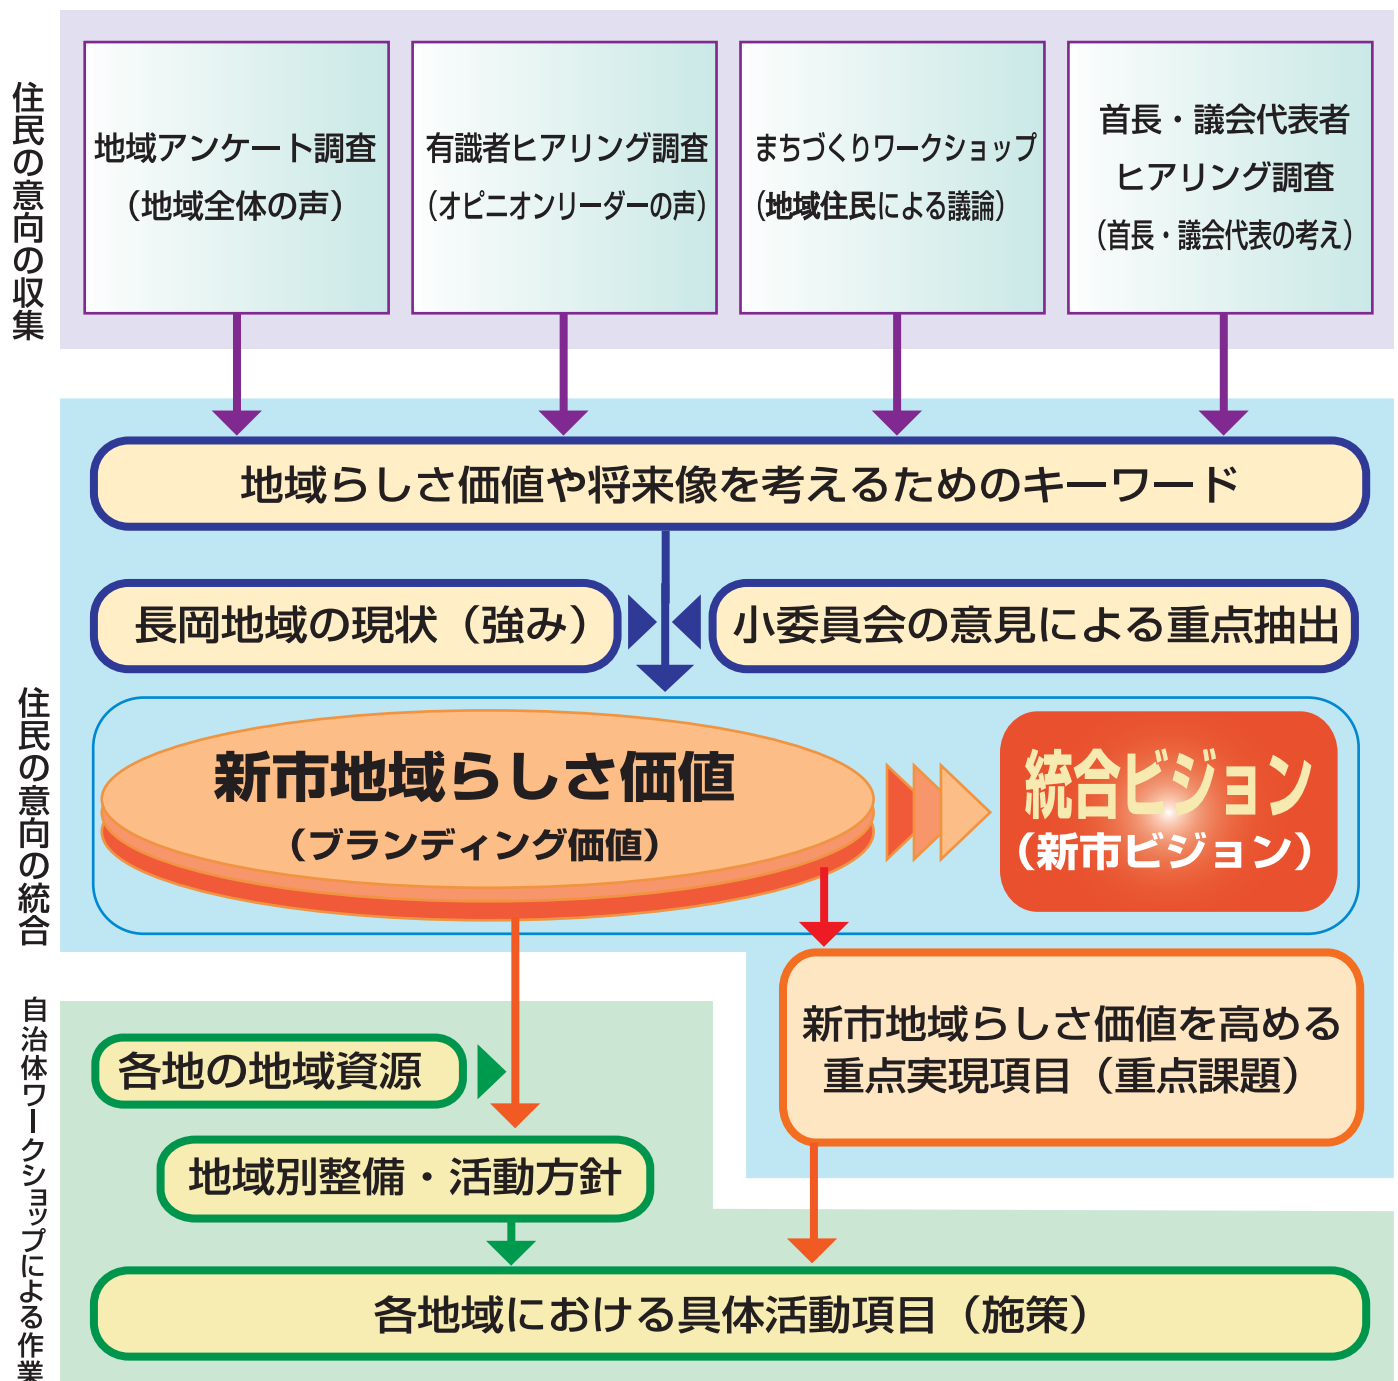 住民の意向の収集
地域アンケート調査
（地域全体の声）
有識者ヒアリング調査
（オピニオンリーダーの声）
まちづくりワークショップ
（地域住民による議論）
首長・議会代表者
ヒアリング調査
（首長・議会代表の考え）
住民の意向の統合
地域らしさ価値や将来像を考えるためのキーワード
長岡地域の現状（強み）
小委員会の意見による重点抽出
新市地域らしさ価値
（ブランディング価値）
統合ビジョン
（新市ビジョン）
新市地域らしさ価値を高める
重点実現項目（重点課題）
自治体ワークショップによる作業
各地の地域資源
地域別整備・活動方針
各地域における具体活動項目（施策）